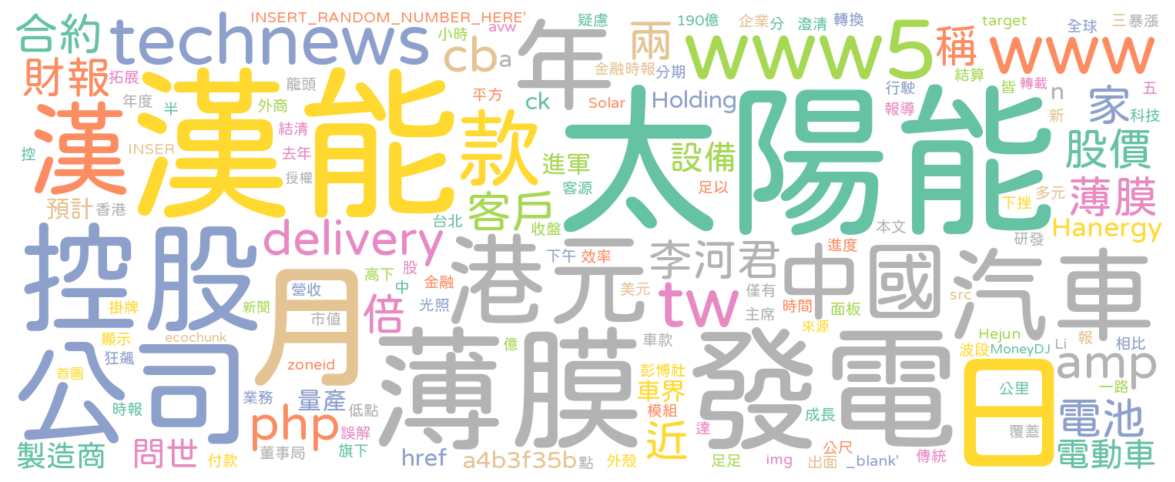 INSERT_RANDOM_NUMBER_HERE'
疑慮
190億
企業
分
澄清
轉換
target
全球
三
暴漲
合約
technews
小時
avw
cb
a
年
兩
www5
稱
www
財報
拓展
金融時報
分期
結算
皆
轉載
五
龍頭
年度
半
外商
平方
ck
Solar
Holding
行駛
報導
n
家
新
科技
漢
漢能
款
太陽能
股價
控
INSER
結清
去年
授權
進軍
設備
客源
足以
薄膜
下挫
多元
預計
香港
客戶
收盤
台北
本文
研發
Hanergy
delivery
控股
月
港元
下午
效率
李河君
進度
中國
汽車
高下
股
中
金融
營收
倍
光照
美元
tw
僅有
主席
時間
面板
來源
src
掛牌
新聞
市值
顯示
ecochunk
狂飆
億
車款
Hejun
波段
MoneyDJ
Li
報
相比
公司
首圖
zoneid
薄膜
發電
彭博社
車界
日
公里
amp
一路
時報
業務
量產
低點
模組
成長
覆蓋
電池
php
誤解
近
達
公尺
製造商
問世
付款
董事局
旗下
href
a4b3f35b
點
外殼
足足
img
出面
_blank'
傳統
電動車